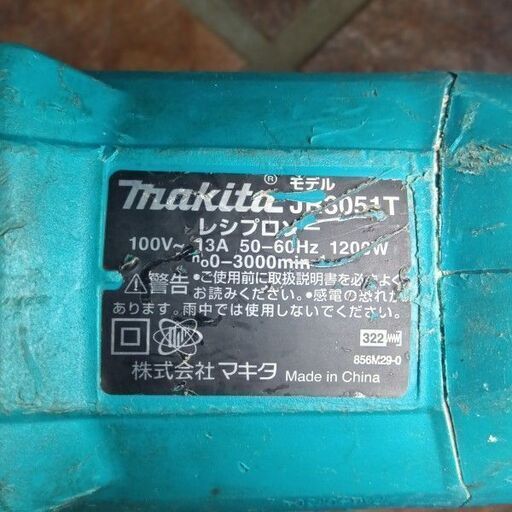 makita® モデル JR3051T
レシプロソー
100V～ 13A 50-60Hz 1200W
n₀0-3000min
⚠警告 ●ご使用前に取扱説明書を必ずよく
お読みください。●感電の恐れがあ
ります。雨中では使用しないでください。
322
856M29-0
株式会社 マキタ Made in China